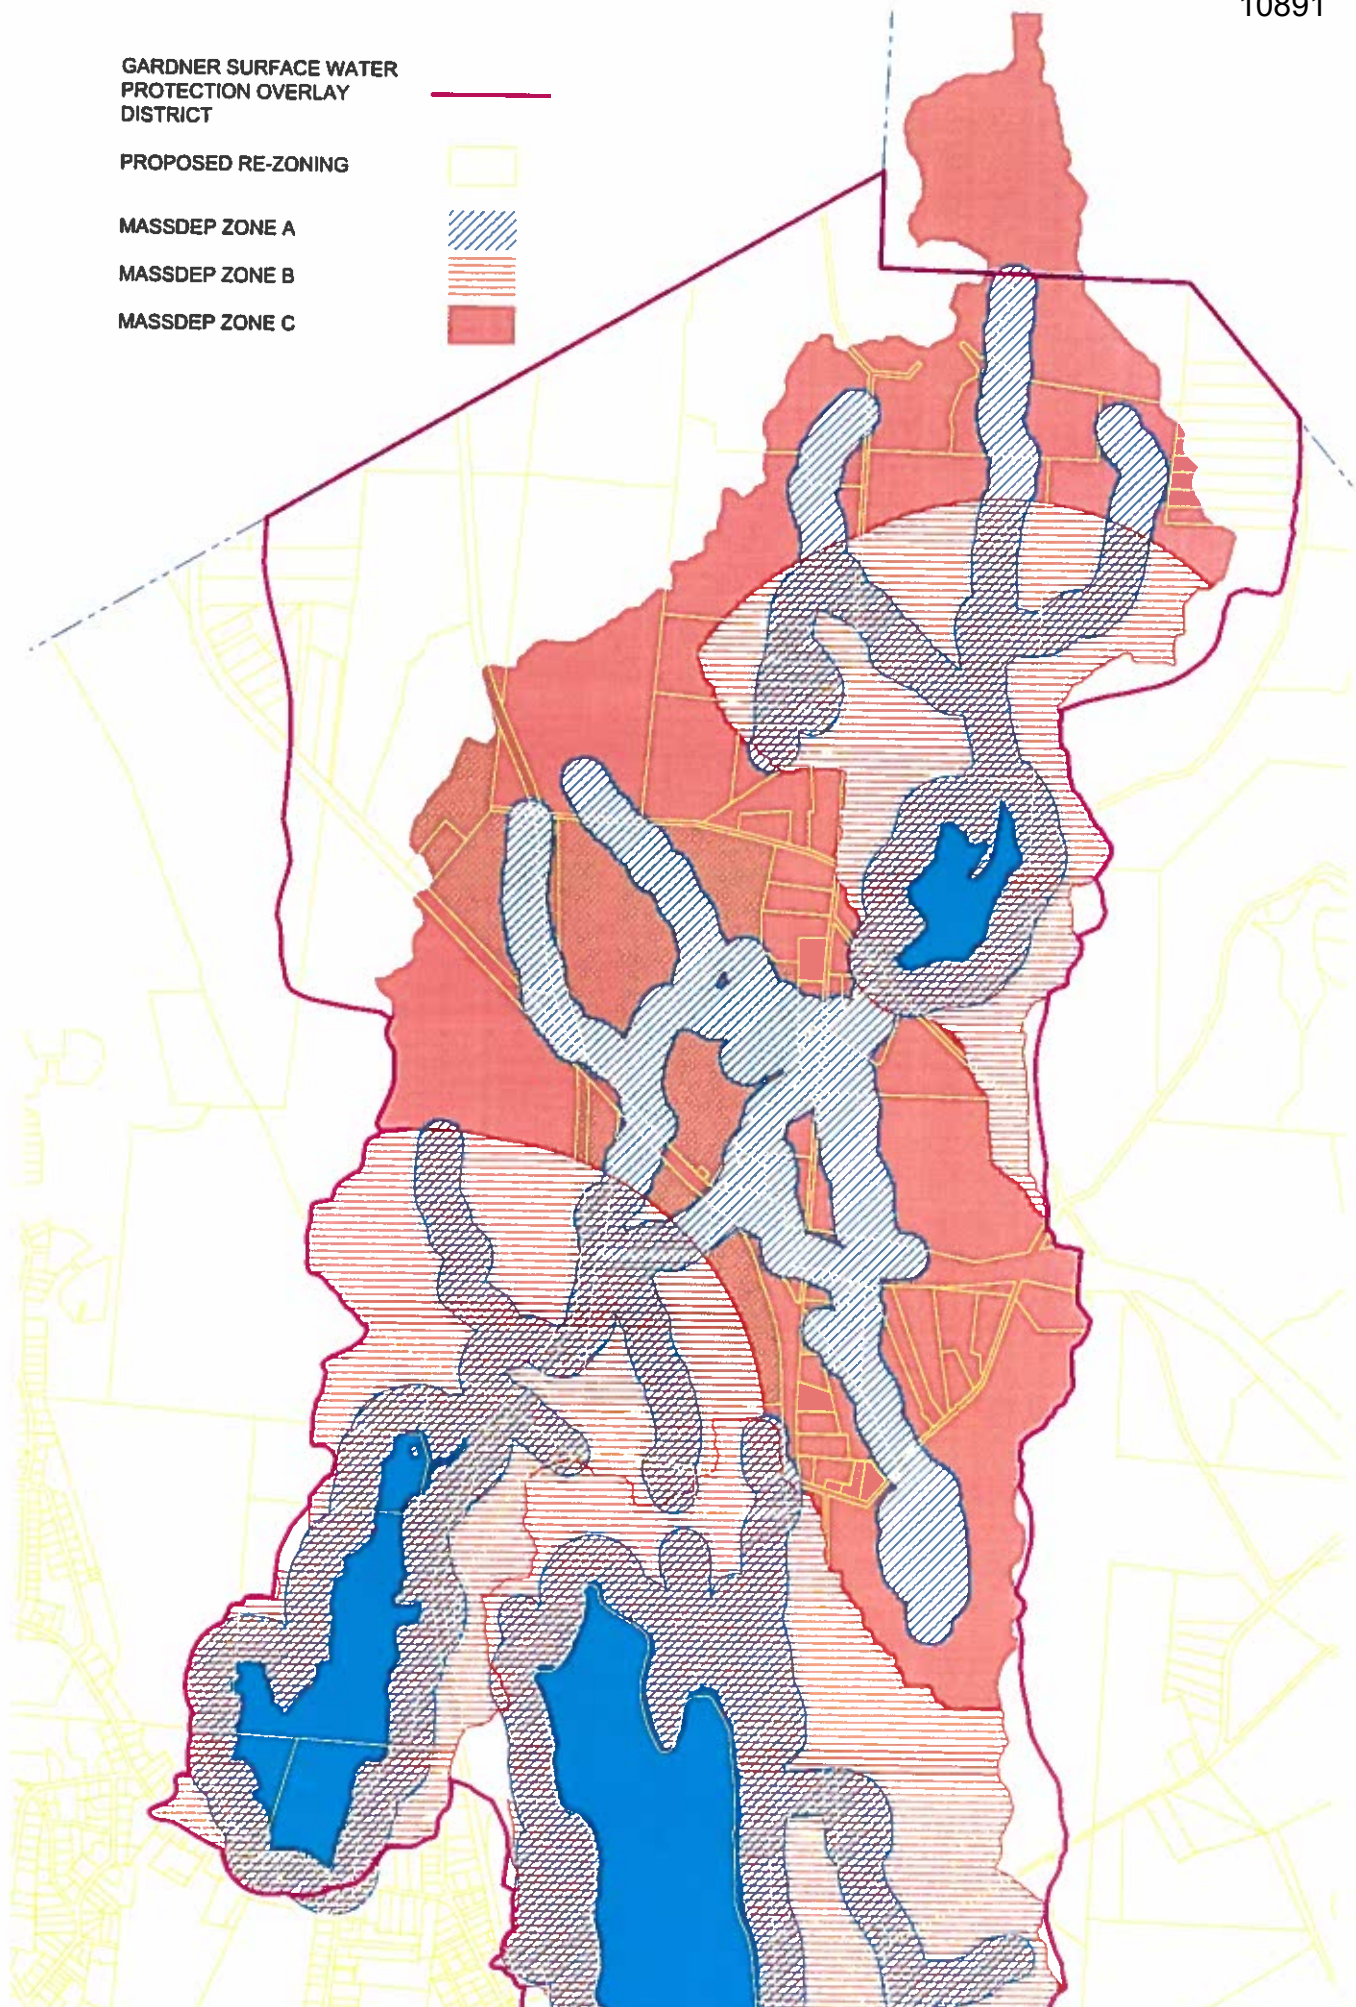 10891
GARDNER SURFACE WATER
PROTECTION OVERLAY
DISTRICT
PROPOSED RE-ZONING
MASSDEP ZONE A
MASSDEP ZONE B
MASSDEP ZONE C